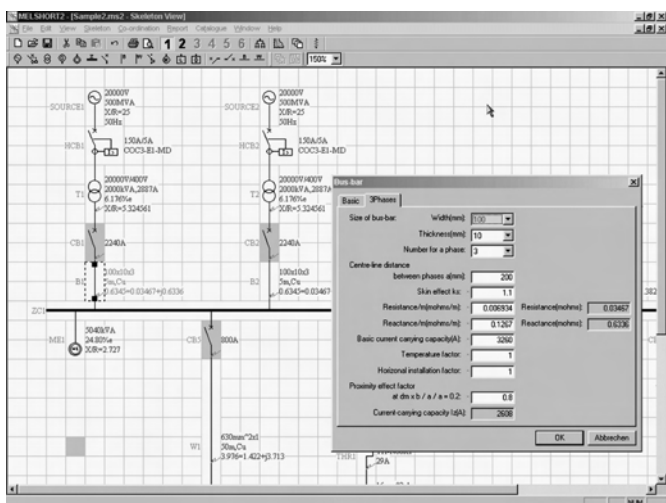 MELSHORT2 - [Sample2.ms2 - Skeleton View]
File Edit View Skeleton Co-ordination Report Catalogue Window Help
1 2 3 4 5 6
150%
SOURCE1
20000V
500MVA
X/R=25
50Hz
SOURCE2
20000V
500MVA
X/R=25
50Hz
HCB1
150A/5A
COC3-E1-MD
HCB2
150A/5A
COC3-E1-MD
T1
20000V/400V
2000kVA,2887A
6.176%
X/R=5.324561
T2
20000V/400V
2000kVA,2887A
6.176%
X/R=5.324561
CB1
2240A
CB2
2240A
B1
100x10x3
5m,Cu
0.6345=0.03467+j0.6336
B2
100x10x3
5m,Cu
0.6345=0.03467
ZC1
ME1
5040kVA
24.80%
X/R=2.727
CB3
800A
W1
630mm^2x1
50m,Cu
3.976=1.422+j3.713
THR1
29A
Bus-bar
Basic 3Phases
Size of bus-bar: Width(mm): 100
Thickness(mm): 10
Number for a phase: 3
Centre-line distance
between phases a(mm): 200
Skin effect ks: 1.1
Resistance/m(mohms/m): 0.006934 Resistance(mohms): 0.03467
Reactance/m(mohms/m): 0.1267 Reactance(mohms): 0.6336
Basic current carrying capacity(A): 3260
Temperature factor: 1
Horizonal installation factor: 1
Proximity effect factor
at dm x b / a / a = 0.2: 0.8
Current-carrying capacity Iz(A): 2608
OK Abbrechen